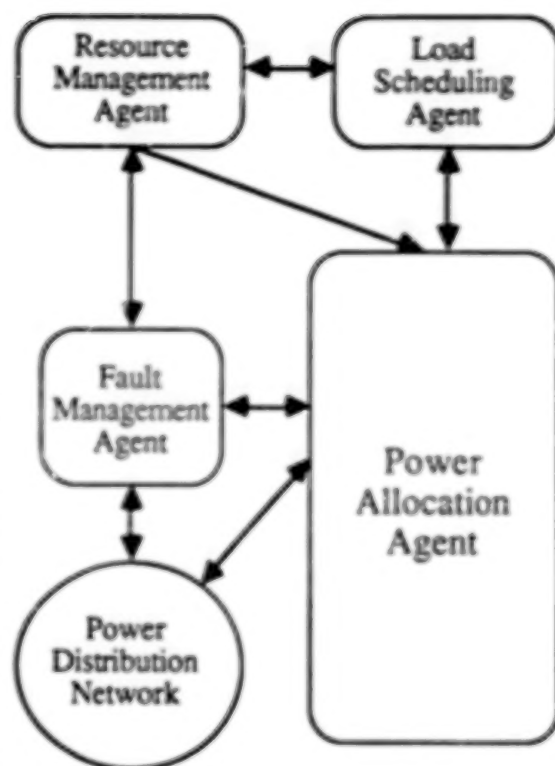 Resource
Management
Agent
Load
Scheduling
Agent
Fault
Management
Agent
Power
Allocation
Agent
Power
Distribution
Network